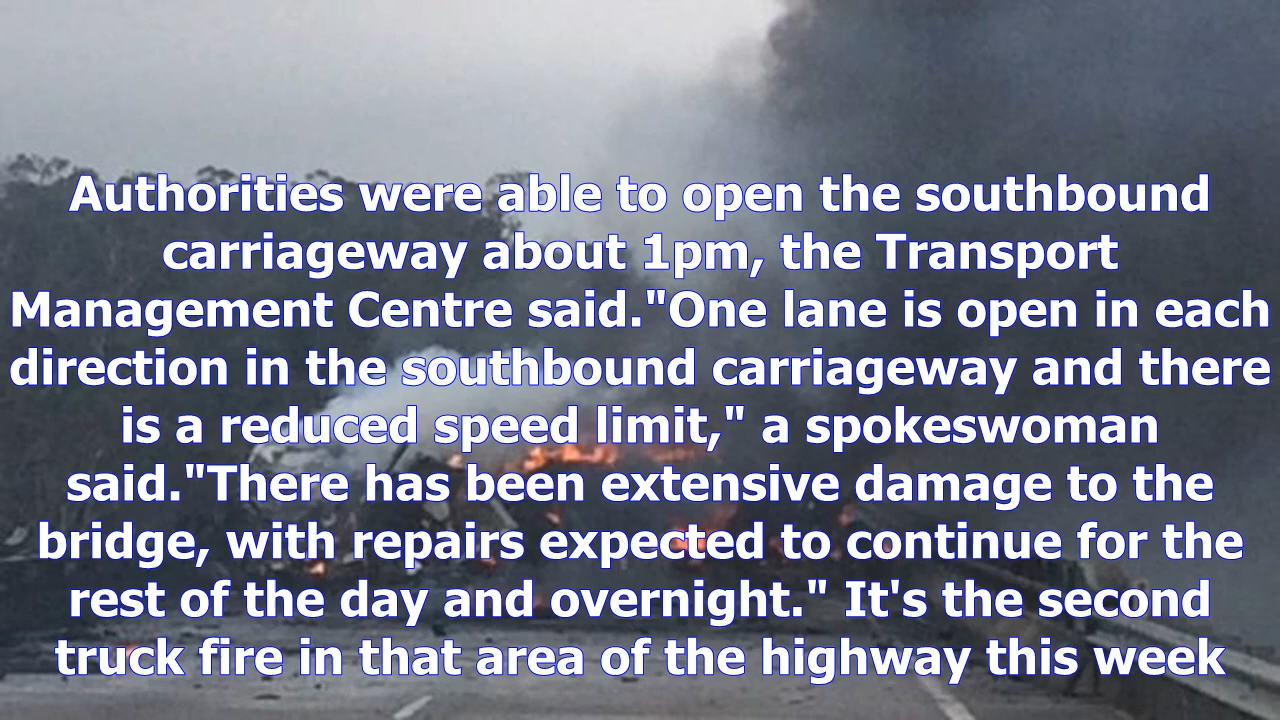 Authorities were able to open the southbound
carriageway about 1pm, the Transport
Management Centre said."One lane is open in each
direction in the southbound carriageway and there
is a reduced speed limit," a spokeswoman
said."There has been extensive damage to the
bridge, with repairs expected to continue for the
rest of the day and overnight." It's the second
truck fire in that area of the highway this week